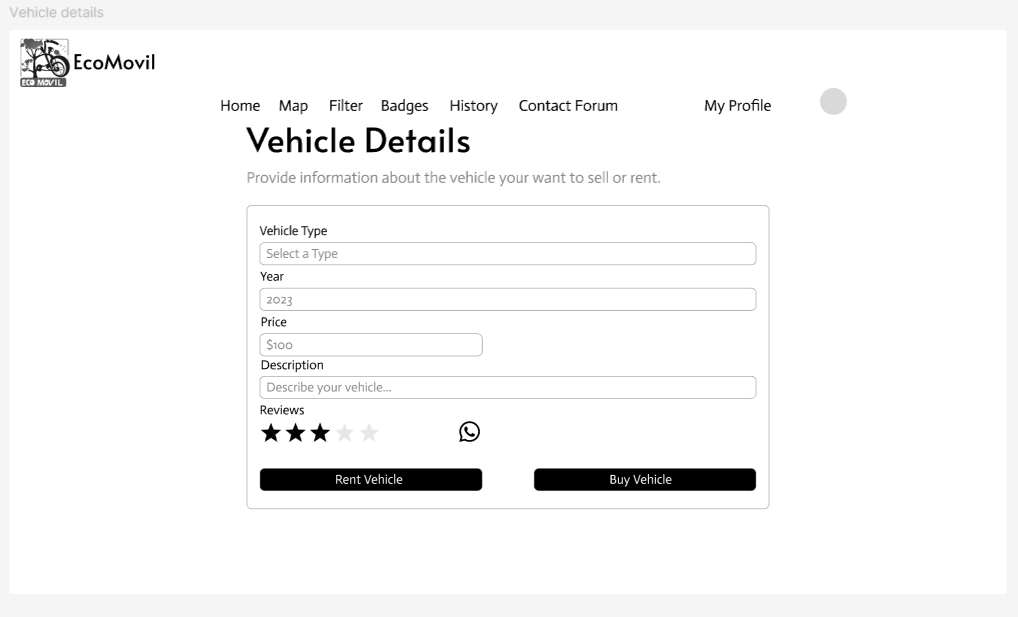 Vehicle details
ECO MOVIL
EcoMovil
Home Map Filter Badges History Contact Forum My Profile
Vehicle Details
Provide information about the vehicle your want to sell or rent.
Vehicle Type
Select a Type
Year
2023
Price
$100
Description
Describe your vehicle...
Reviews
Rent Vehicle Buy Vehicle